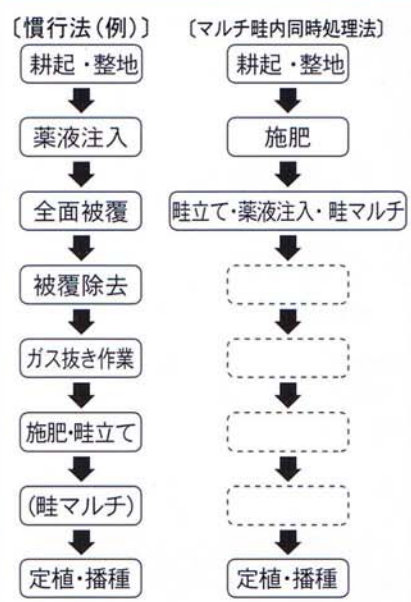 〔慣行法(例)〕
耕起・整地
薬液注入
全面被覆
被覆除去
ガス抜き作業
施肥・畦立て
(畦マルチ)
定植・播種
〔マルチ畦内同時処理法〕
耕起・整地
施肥
畦立て・薬液注入・畦マルチ
定植・播種